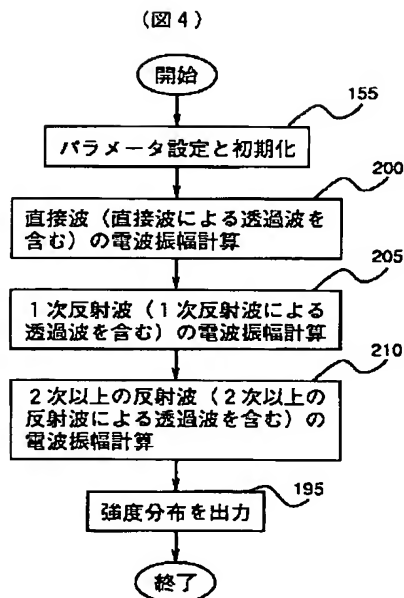 (図4)
開始
155
パラメータ設定と初期化
200
直接波（直接波による透過波を
含む）の電波振幅計算
205
1次反射波（1次反射波による
透過波を含む）の電波振幅計算
210
2次以上の反射波（2次以上の
反射波による透過波を含む）の
電波振幅計算
195
強度分布を出力
終了